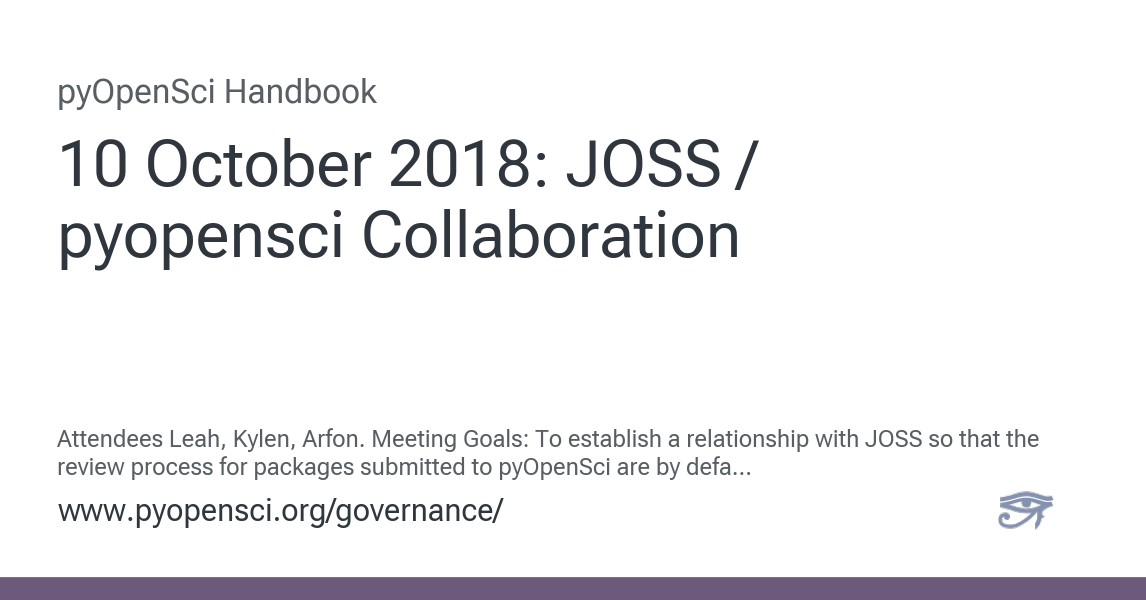 pyOpenSci Handbook
10 October 2018: JOSS /
pyopensci Collaboration
Attendees Leah, Kylen, Arfon. Meeting Goals: To establish a relationship with JOSS so that the
review process for packages submitted to pyOpenSci are by defa...
www.pyopensci.org/governance/